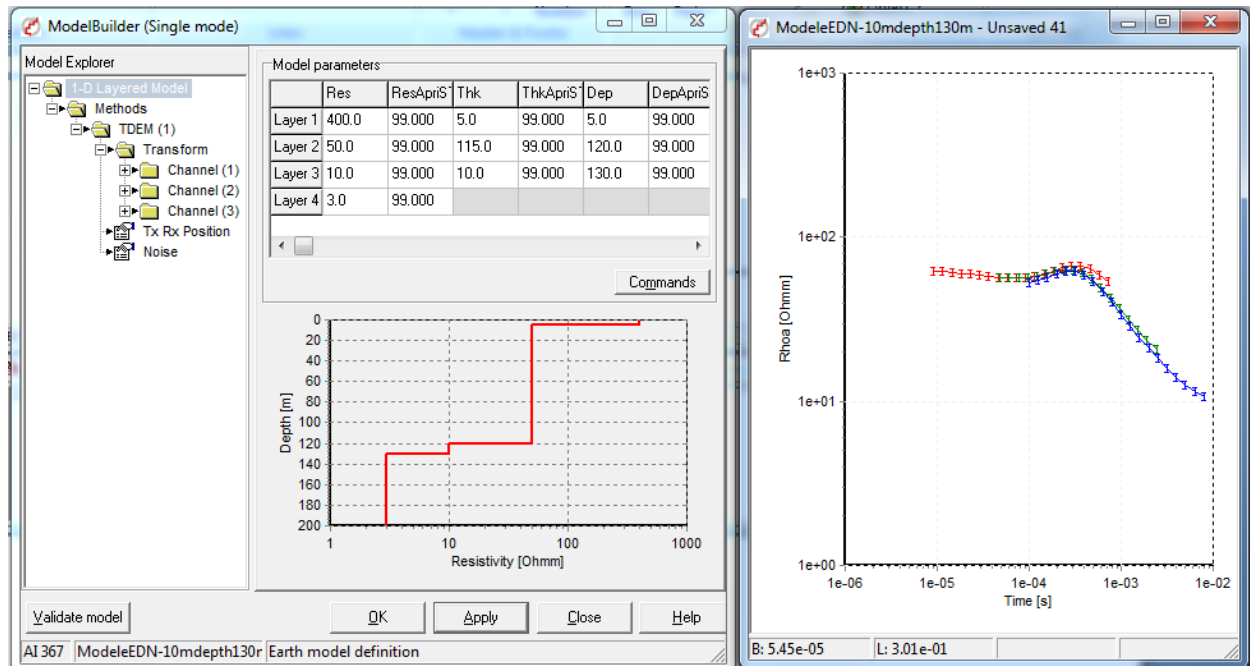 ModelBuilder (Single mode)
Model Explorer
1-D Layered Model
Methods
TDEM (1)
Transform
Channel (1)
Channel (2)
Channel (3)
Tx Rx Position
Noise
Model parameters
Res ResApriS Thk ThkApriS Dep DepApriS
Layer 1 400.0 99.000 5.0 99.000 5.0 99.000
Layer 2 50.0 99.000 115.0 99.000 120.0 99.000
Layer 3 10.0 99.000 10.0 99.000 130.0 99.000
Layer 4 3.0 99.000
Commands
0
20
40
60
80
100
120
140
160
180
200
Depth [m]
1 10 100 1000
Resistivity [Ohmm]
Validate model OK Apply Close Help
AI 367 ModeleEDN-10mdepth130r Earth model definition
ModeleEDN-10mdepth130m - Unsaved 41
1e+03
1e+02
1e+01
1e+00
Rhoa [Ohmm]
1e-06 1e-05 1e-04 1e-03 1e-02
Time [s]
B: 5.45e-05 L: 3.01e-01